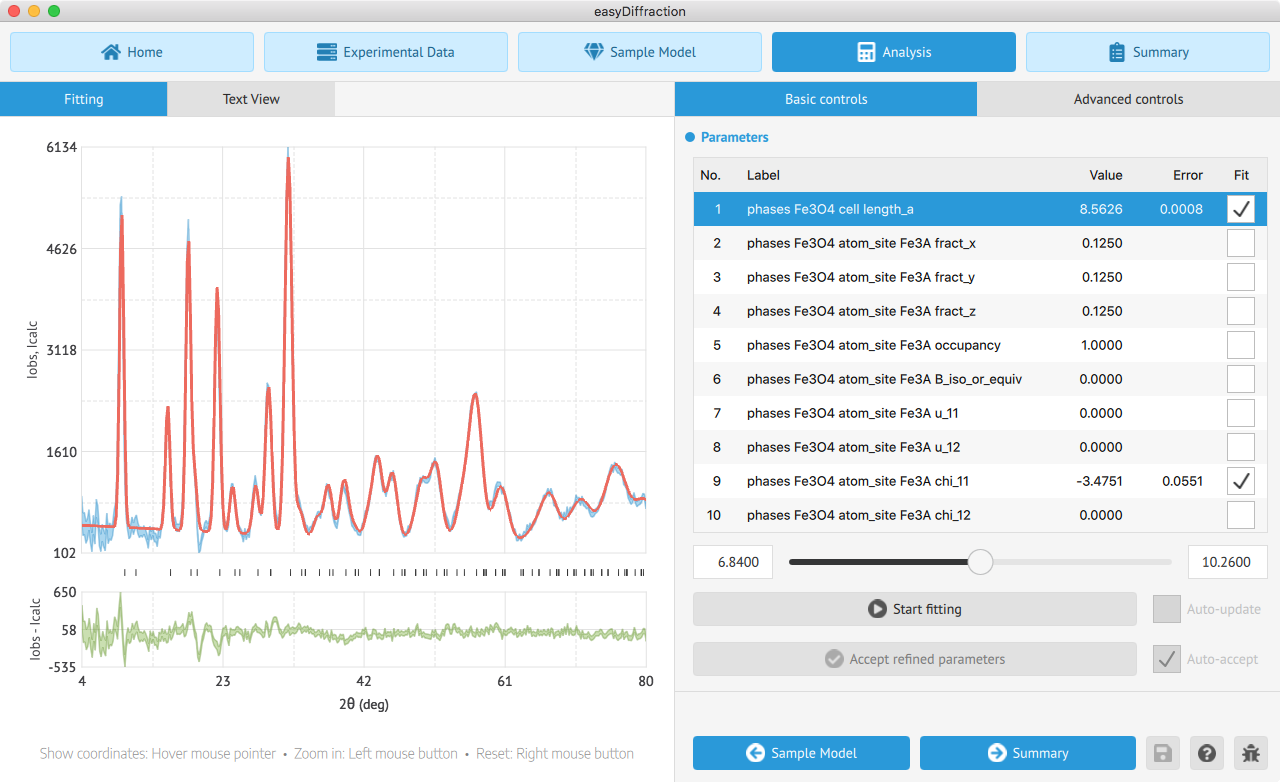 easyDiffraction
Home
Experimental Data
Sample Model
Analysis
Summary
Fitting
Text View
Basic controls
Advanced controls
Parameters
No. Label Value Error Fit
1 phases Fe3O4 cell length_a 8.5626 0.0008
2 phases Fe3O4 atom_site Fe3A fract_x 0.1250
3 phases Fe3O4 atom_site Fe3A fract_y 0.1250
4 phases Fe3O4 atom_site Fe3A fract_z 0.1250
5 phases Fe3O4 atom_site Fe3A occupancy 1.0000
6 phases Fe3O4 atom_site Fe3A B_iso_or_equiv 0.0000
7 phases Fe3O4 atom_site Fe3A u_11 0.0000
8 phases Fe3O4 atom_site Fe3A u_12 0.0000
9 phases Fe3O4 atom_site Fe3A chi_11 -3.4751 0.0551
10 phases Fe3O4 atom_site Fe3A chi_12 0.0000
6.8400
10.2600
Start fitting
Auto-update
Accept refined parameters
Auto-accept
6134
4626
3118
1610
102
Iobs, Icalc
650
58
-535
Iobs - Icalc
4 23 42 61 80
2θ (deg)
Show coordinates: Hover mouse pointer • Zoom in: Left mouse button • Reset: Right mouse button
Sample Model
Summary